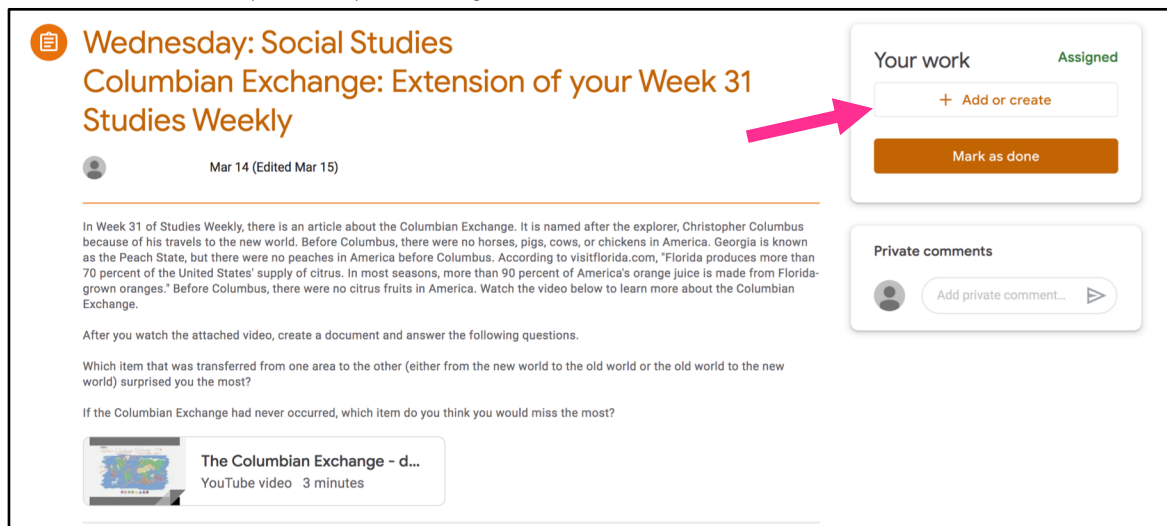 Wednesday: Social Studies
Columbian Exchange: Extension of your Week 31
Studies Weekly
Mar 14 (Edited Mar 15)
In Week 31 of Studies Weekly, there is an article about the Columbian Exchange. It is named after the explorer, Christopher Columbus
because of his travels to the new world. Before Columbus, there were no horses, pigs, cows, or chickens in America. Georgia is known
as the Peach State, but there were no peaches in America before Columbus. According to visitflorida.com, "Florida produces more than
70 percent of the United States' supply of citrus. In most seasons, more than 90 percent of America's orange juice is made from Florida-
grown oranges." Before Columbus, there were no citrus fruits in America. Watch the video below to learn more about the Columbian
Exchange.
After you watch the attached video, create a document and answer the following questions.
Which item that was transferred from one area to the other (either from the new world to the old world or the old world to the new
world) surprised you the most?
If the Columbian Exchange had never occurred, which item do you think you would miss the most?
The Columbian Exchange - d...
YouTube video 3 minutes
Your work
Assigned
+ Add or create
Mark as done
Private comments
Add private comment...